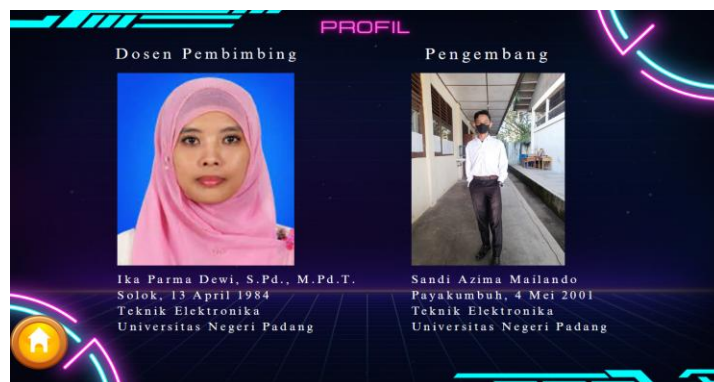 PROFIL
Dosen Pembimbing
Pengembang
Ika Parma Dewi, S.Pd., M.Pd.T.
Solok, 13 April 1984
Teknik Elektronika
Universitas Negeri Padang
Sandi Azima Mailando
Payakumbuh, 4 Mei 2001
Teknik Elektronika
Universitas Negeri Padang